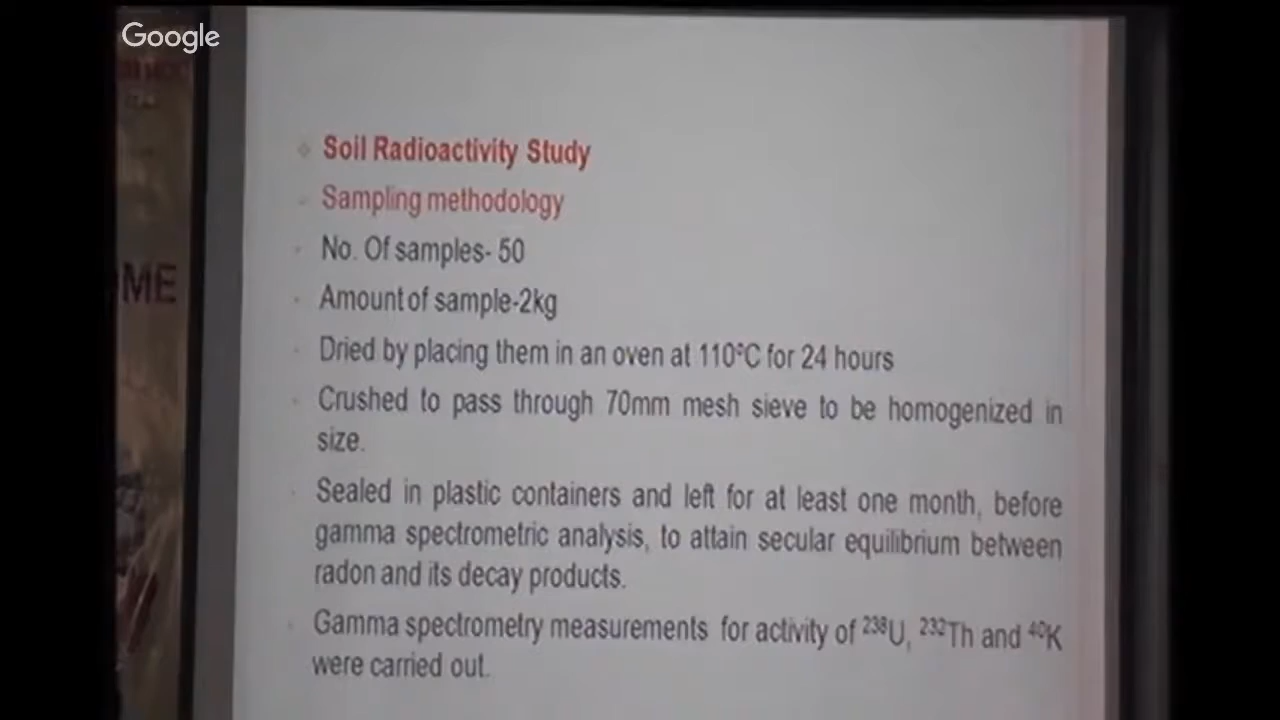 Google
Soil Radioactivity Study
Sampling methodology
No. Of samples- 50
Amount of sample-2kg
Dried by placing them in an oven at 110°C for 24 hours
Crushed to pass through 70mm mesh sieve to be homogenized in
size.
Sealed in plastic containers and left for at least one month, before
gamma spectrometric analysis, to attain secular equilibrium between
radon and its decay products.
Gamma spectrometry measurements for activity of ²³⁸U, ²³²Th and ⁴⁰K
were carried out.
ME